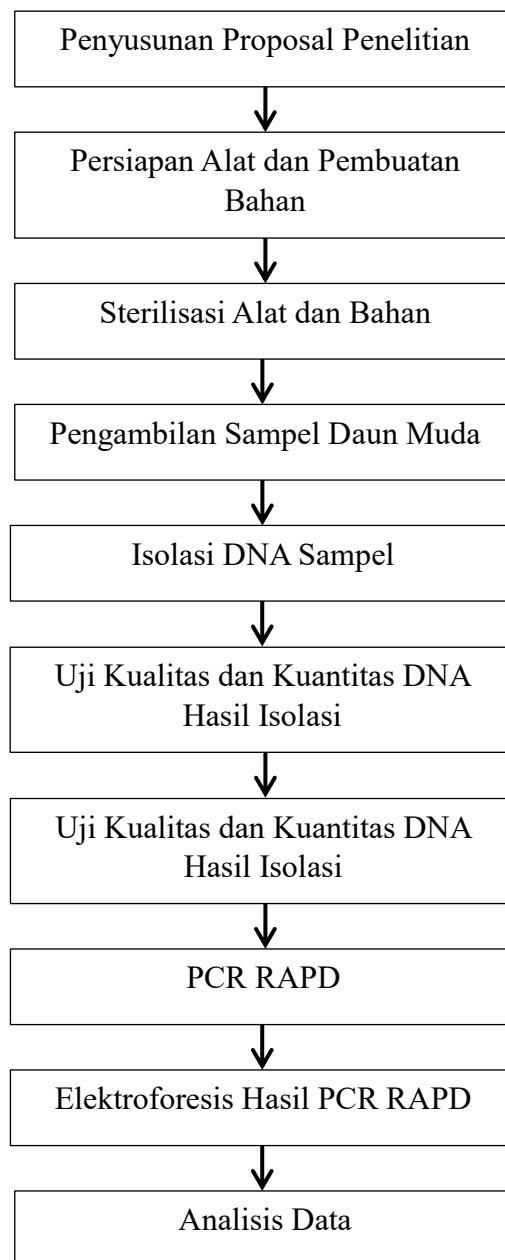 Penyusunan Proposal Penelitian
Persiapan Alat dan Pembuatan
Bahan
Sterilisasi Alat dan Bahan
Pengambilan Sampel Daun Muda
Isolasi DNA Sampel
Uji Kualitas dan Kuantitas DNA
Hasil Isolasi
Uji Kualitas dan Kuantitas DNA
Hasil Isolasi
PCR RAPD
Elektroforesis Hasil PCR RAPD
Analisis Data